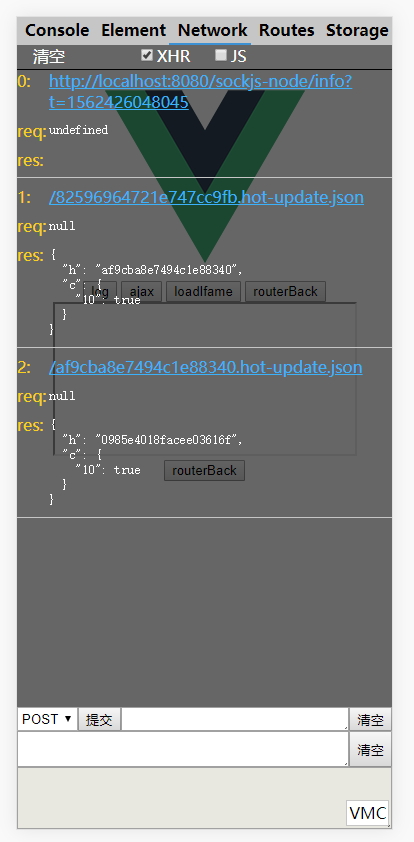 Console Element Network Routes Storage
清空 XHR JS
0: http://localhost:8080/sockjs-node/info?
t=1562426048045
req: undefined
res:
1: /82596964721e747cc9fb.hot-update.json
req: null
res: {
"h": "af9cba8e7494c1e88340",
"c": {
log ajax loadIfame routerBack
"10": true
}
}
2: /af9cba8e7494c1e88340.hot-update.json
req: null
res: {
"h": "0985e4018facee03616f",
"c": {
"10": true routerBack
}
}
POST 提交 清空
清空
VMC